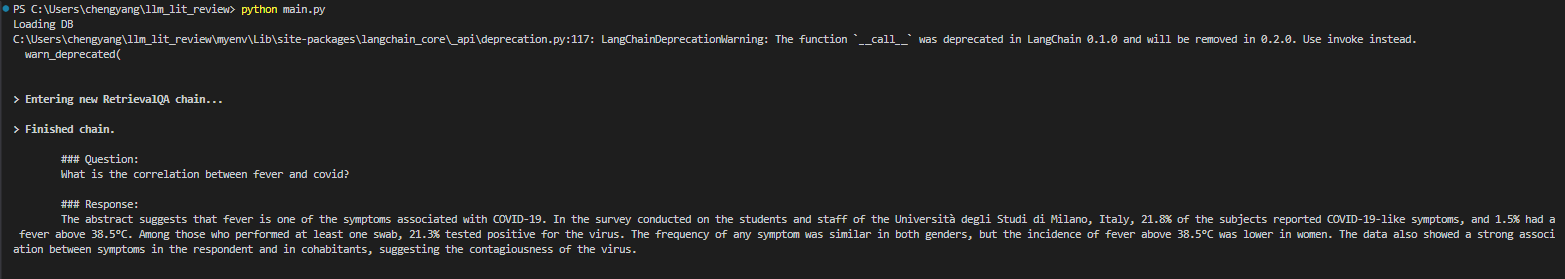 PS C:\Users\chengyang\llm_lit_review> python main.py
Loading DB
C:\Users\chengyang\llm_lit_review\myenv\Lib\site-packages\langchain_core\_api\deprecation.py:117: LangChainDeprecationWarning: The function `__call__` was deprecated in LangChain 0.1.0 and will be removed in 0.2.0. Use invoke instead.
  warn_deprecated(
> Entering new RetrievalQA chain...
> Finished chain.
### Question:
What is the correlation between fever and covid?
### Response:
The abstract suggests that fever is one of the symptoms associated with COVID-19. In the survey conducted on the students and staff of the Università degli Studi di Milano, Italy, 21.8% of the subjects reported COVID-19-like symptoms, and 1.5% had a
 fever above 38.5°C. Among those who performed at least one swab, 21.3% tested positive for the virus. The frequency of any symptom was similar in both genders, but the incidence of fever above 38.5°C was lower in women. The data also showed a strong associ
ation between symptoms in the respondent and in cohabitants, suggesting the contagiousness of the virus.